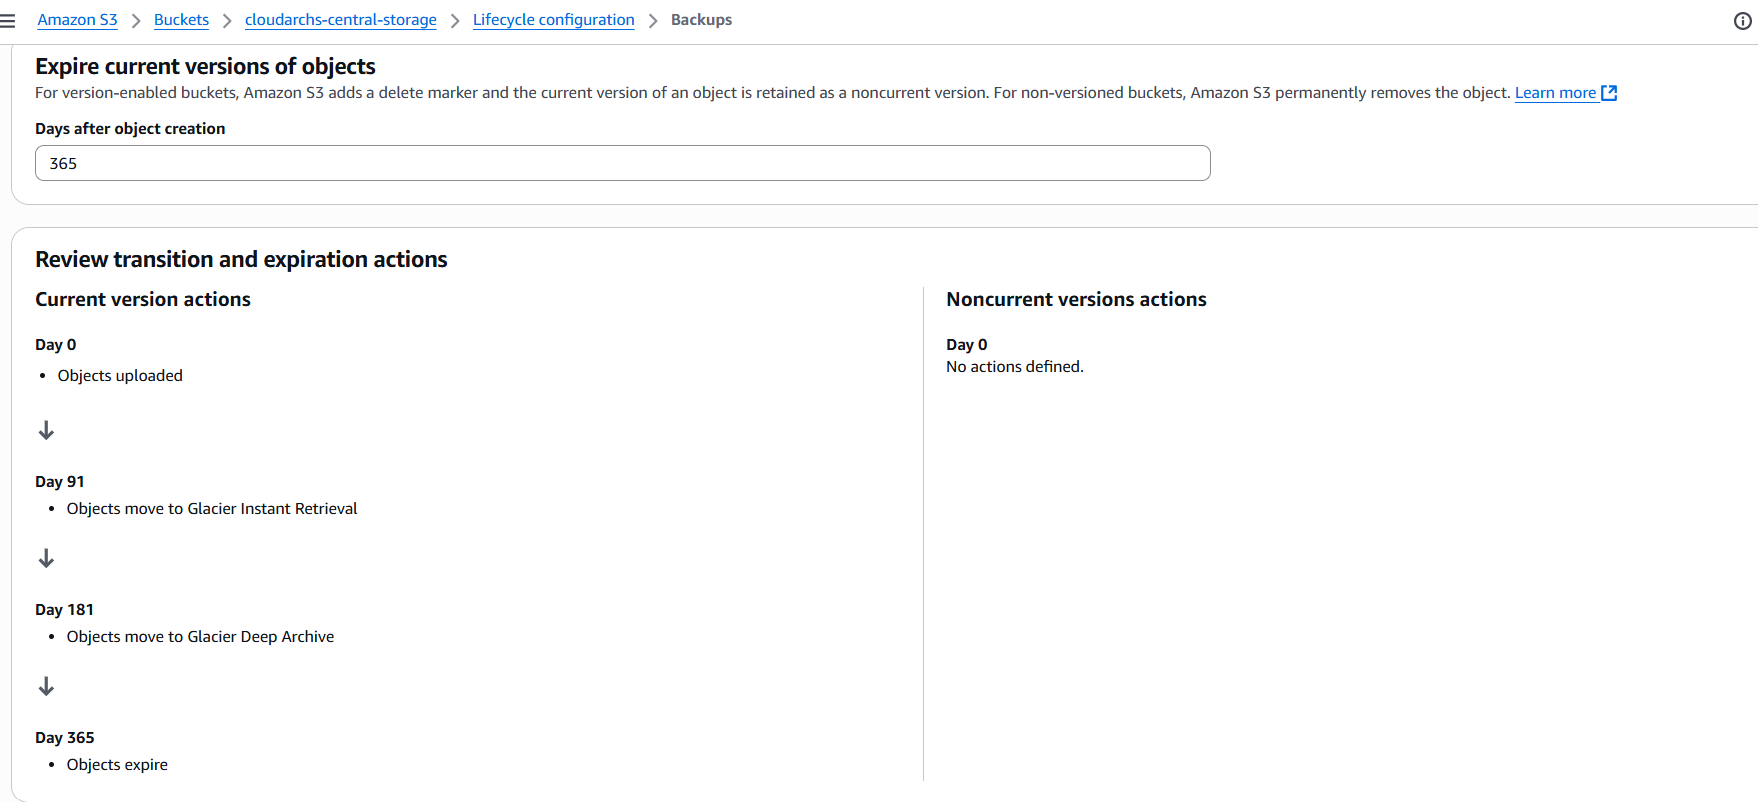 Amazon S3 > Buckets > cloudarchs-central-storage > Lifecycle configuration > Backups
Expire current versions of objects
For version-enabled buckets, Amazon S3 adds a delete marker and the current version of an object is retained as a noncurrent version. For non-versioned buckets, Amazon S3 permanently removes the object. Learn more
Days after object creation
365
Review transition and expiration actions
Current version actions
Day 0
• Objects uploaded
Day 91
• Objects move to Glacier Instant Retrieval
Day 181
• Objects move to Glacier Deep Archive
Day 365
• Objects expire
Noncurrent versions actions
Day 0
No actions defined.